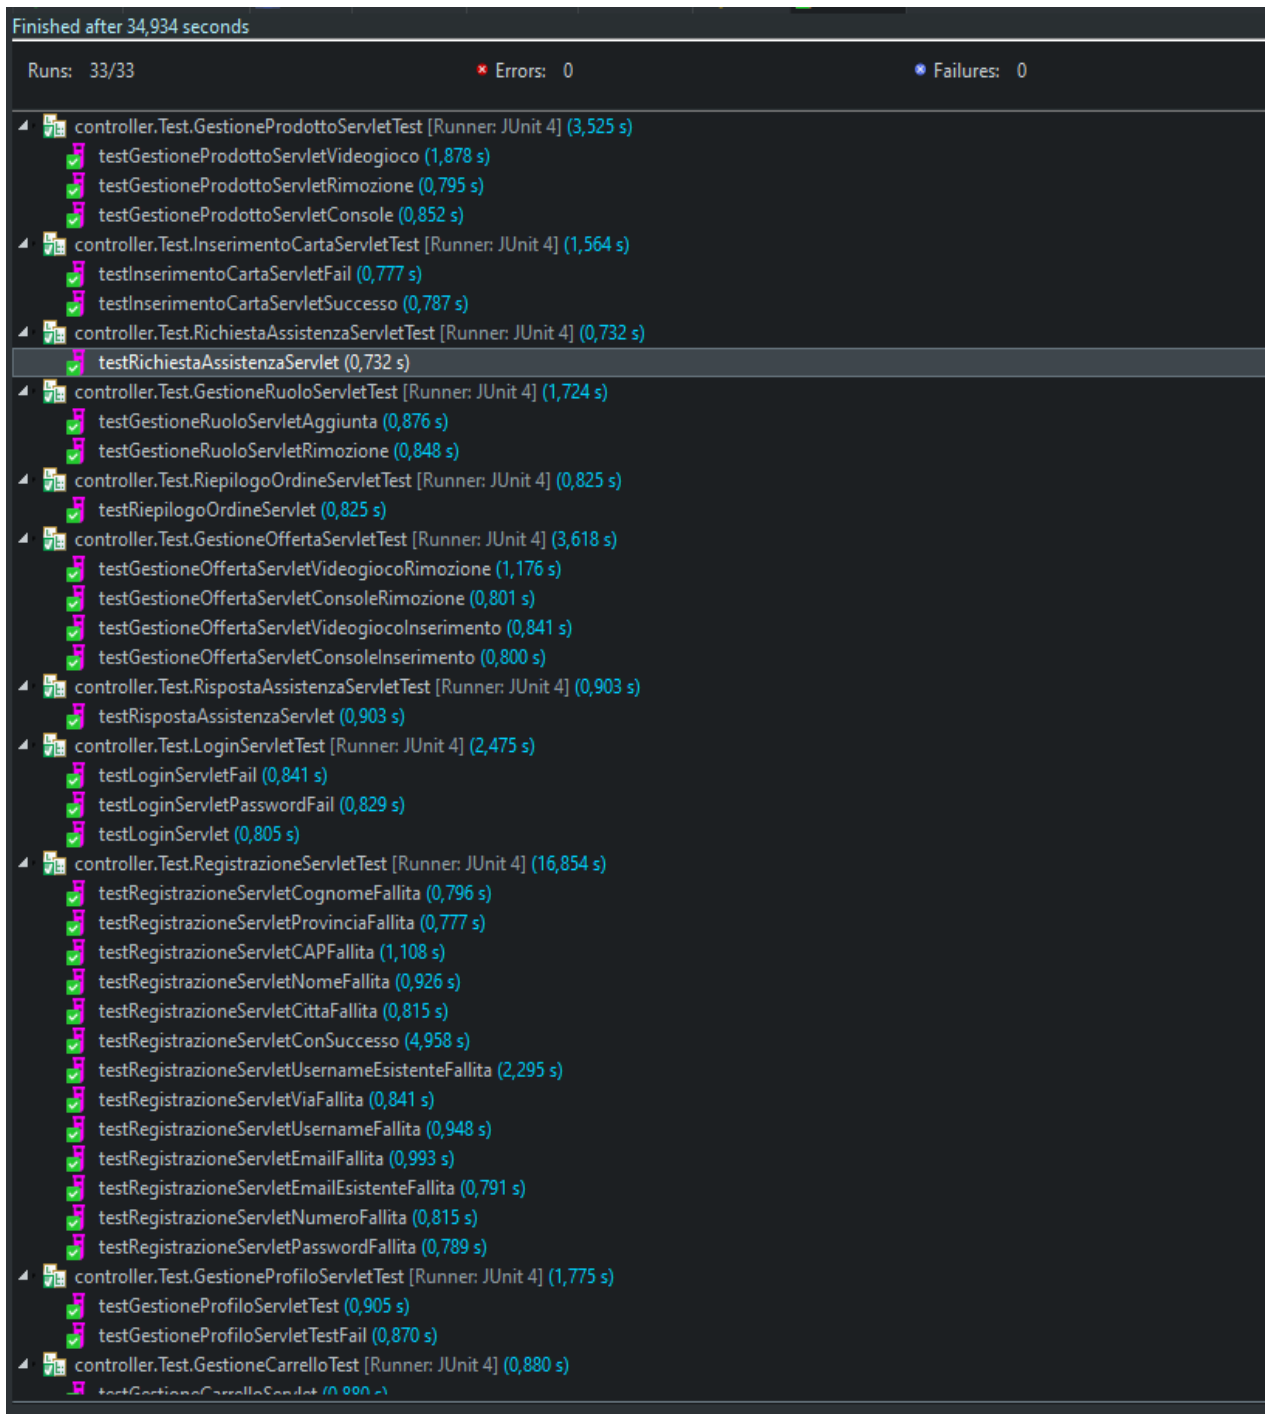 Finished after 34,934 seconds
Runs: 33/33 Errors: 0 Failures: 0
controller.Test.GestioneProdottoServletTest [Runner: JUnit 4] (3,525 s)
testGestioneProdottoServletVideogioco (1,878 s)
testGestioneProdottoServletRimozione (0,795 s)
testGestioneProdottoServletConsole (0,852 s)
controller.Test.InserimentoCartaServletTest [Runner: JUnit 4] (1,564 s)
testInserimentoCartaServletFail (0,777 s)
testInserimentoCartaServletSuccesso (0,787 s)
controller.Test.RichiestaAssistenzaServletTest [Runner: JUnit 4] (0,732 s)
testRichiestaAssistenzaServlet (0,732 s)
controller.Test.GestioneRuoloServletTest [Runner: JUnit 4] (1,724 s)
testGestioneRuoloServletAggiunta (0,876 s)
testGestioneRuoloServletRimozione (0,848 s)
controller.Test.RiepilogoOrdineServletTest [Runner: JUnit 4] (0,825 s)
testRiepilogoOrdineServlet (0,825 s)
controller.Test.GestioneOffertaServletTest [Runner: JUnit 4] (3,618 s)
testGestioneOffertaServletVideogiocoRimozione (1,176 s)
testGestioneOffertaServletConsoleRimozione (0,801 s)
testGestioneOffertaServletVideogiocoInserimento (0,841 s)
testGestioneOffertaServletConsoleInserimento (0,800 s)
controller.Test.RispostaAssistenzaServletTest [Runner: JUnit 4] (0,903 s)
testRispostaAssistenzaServlet (0,903 s)
controller.Test.LoginServletTest [Runner: JUnit 4] (2,475 s)
testLoginServletFail (0,841 s)
testLoginServletPasswordFail (0,829 s)
testLoginServlet (0,805 s)
controller.Test.RegistrazioneServletTest [Runner: JUnit 4] (16,854 s)
testRegistrazioneServletCognomeFallita (0,796 s)
testRegistrazioneServletProvinciaFallita (0,777 s)
testRegistrazioneServletCAPFallita (1,108 s)
testRegistrazioneServletNomeFallita (0,926 s)
testRegistrazioneServletCittaFallita (0,815 s)
testRegistrazioneServletConSuccesso (4,958 s)
testRegistrazioneServletUsernameEsistenteFallita (2,295 s)
testRegistrazioneServletViaFallita (0,841 s)
testRegistrazioneServletUsernameFallita (0,948 s)
testRegistrazioneServletEmailFallita (0,993 s)
testRegistrazioneServletEmailEsistenteFallita (0,791 s)
testRegistrazioneServletNumeroFallita (0,815 s)
testRegistrazioneServletPasswordFallita (0,789 s)
controller.Test.GestioneProfiloServletTest [Runner: JUnit 4] (1,775 s)
testGestioneProfiloServletTest (0,905 s)
testGestioneProfiloServletTestFail (0,870 s)
controller.Test.GestioneCarrelloTest [Runner: JUnit 4] (0,880 s)
testGestioneCarrelloServlet (0,880 s)